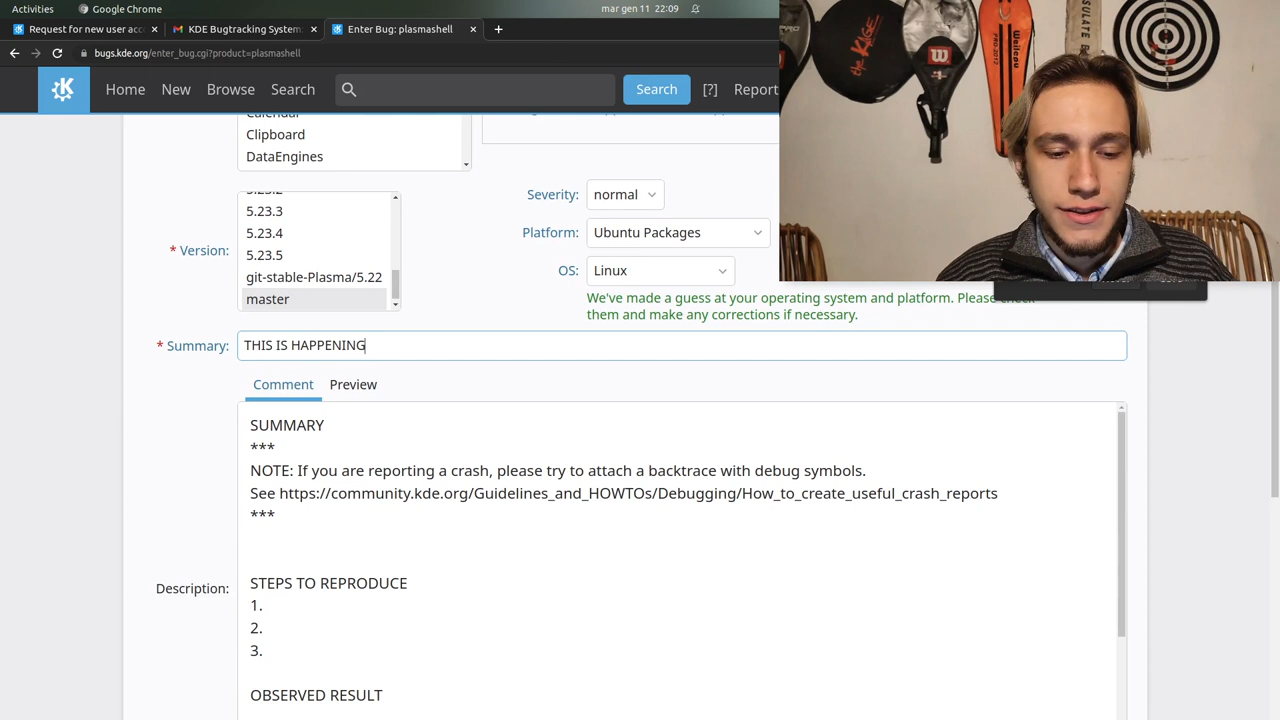 Activities
Google Chrome
mar gen 11 22:09
Request for new user acc
KDE Bugtracking System:
Enter Bug: plasmashell
bugs.kde.org/enter_bug.cgi?product=plasmashell
Home
New
Browse
Search
Search
[?]
Report
Clipboard
DataEngines
5.23.3
5.23.4
5.23.5
git-stable-Plasma/5.22
master
* Version:
Severity:
normal
Platform:
Ubuntu Packages
OS:
Linux
We've made a guess at your operating system and platform. Please check
them and make any corrections if necessary.
* Summary:
THIS IS HAPPENING
Comment
Preview
SUMMARY
***
NOTE: If you are reporting a crash, please try to attach a backtrace with debug symbols.
See https://community.kde.org/Guidelines_and_HOWTOs/Debugging/How_to_create_useful_crash_reports
***
STEPS TO REPRODUCE
1.
2.
3.
OBSERVED RESULT
Description:
the KAGE
W
PRO.2012
Weilepu